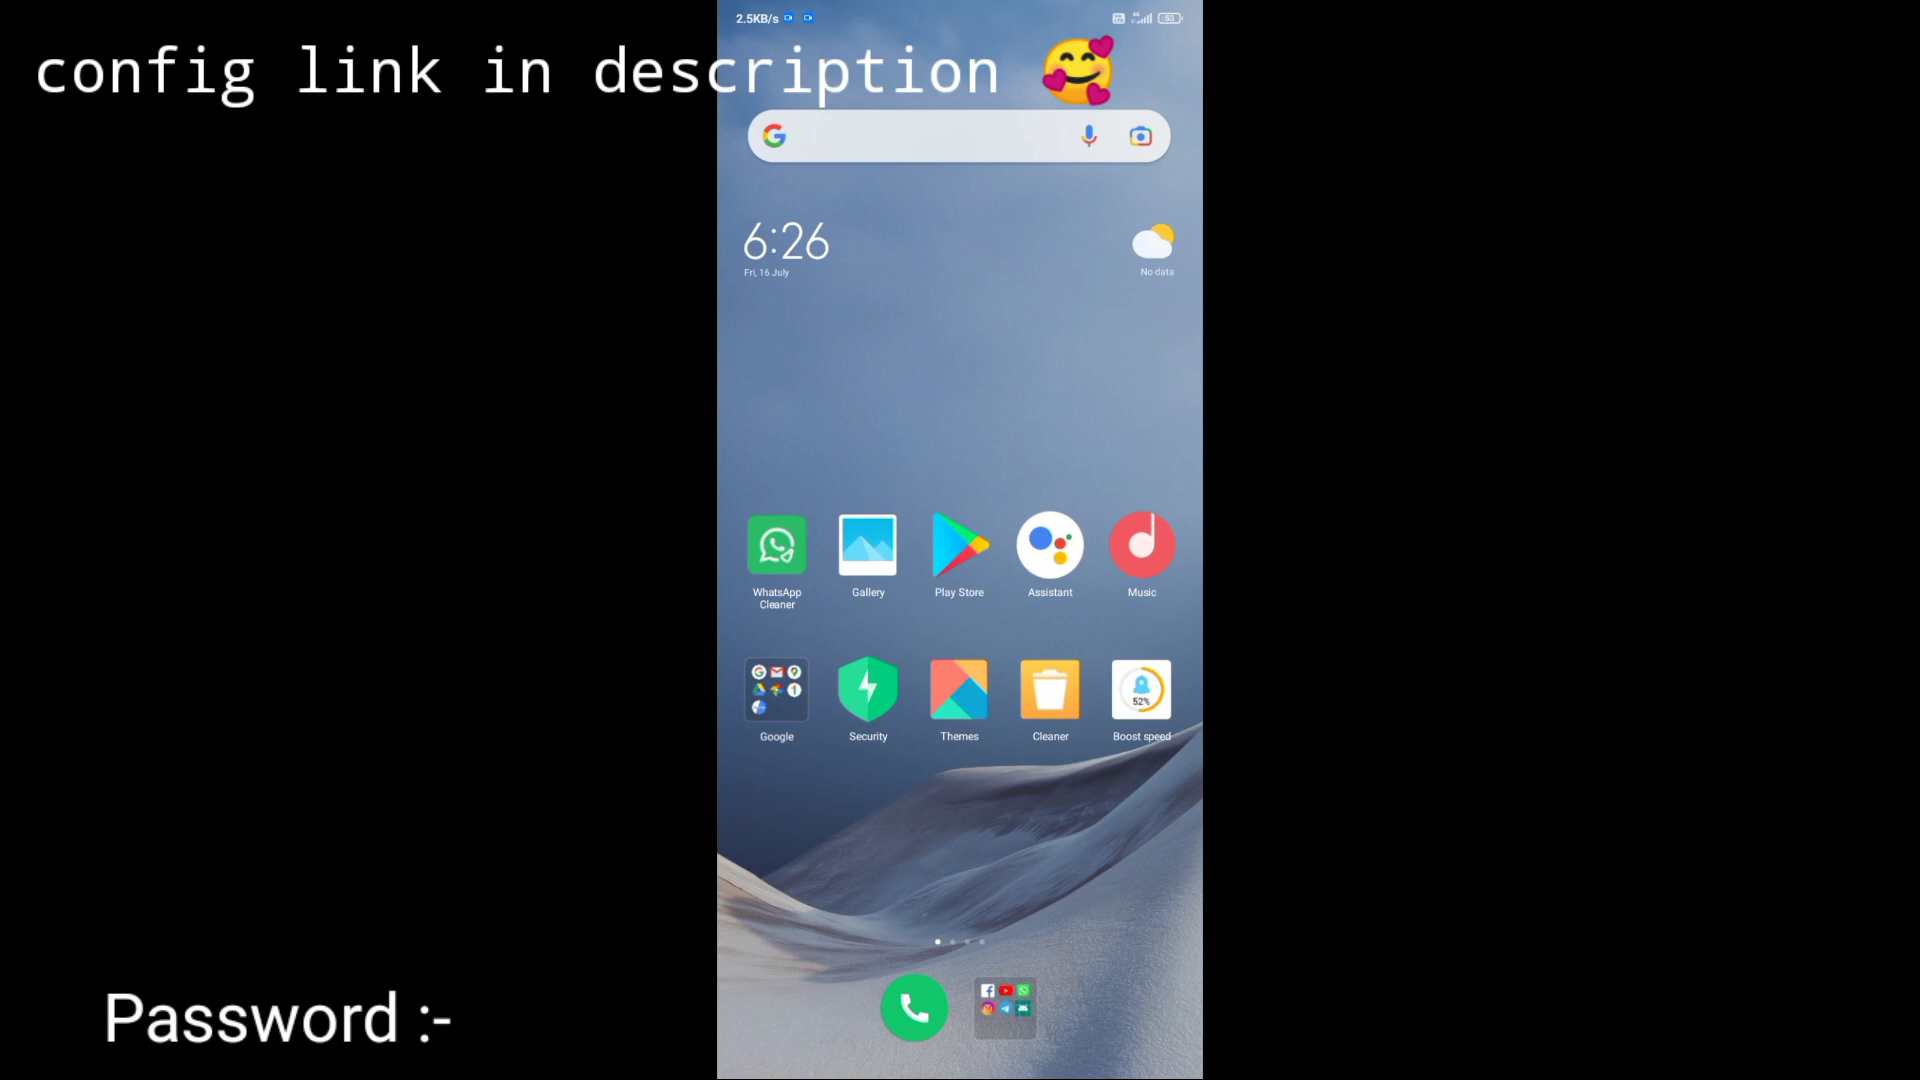 2.5KB/s
53
config link in description 🥰
6:26
Fri, 16 July
No data
WhatsApp Cleaner
Gallery
Play Store
Assistant
Music
52%
Google
Security
Themes
Cleaner
Boost speed
Password :-